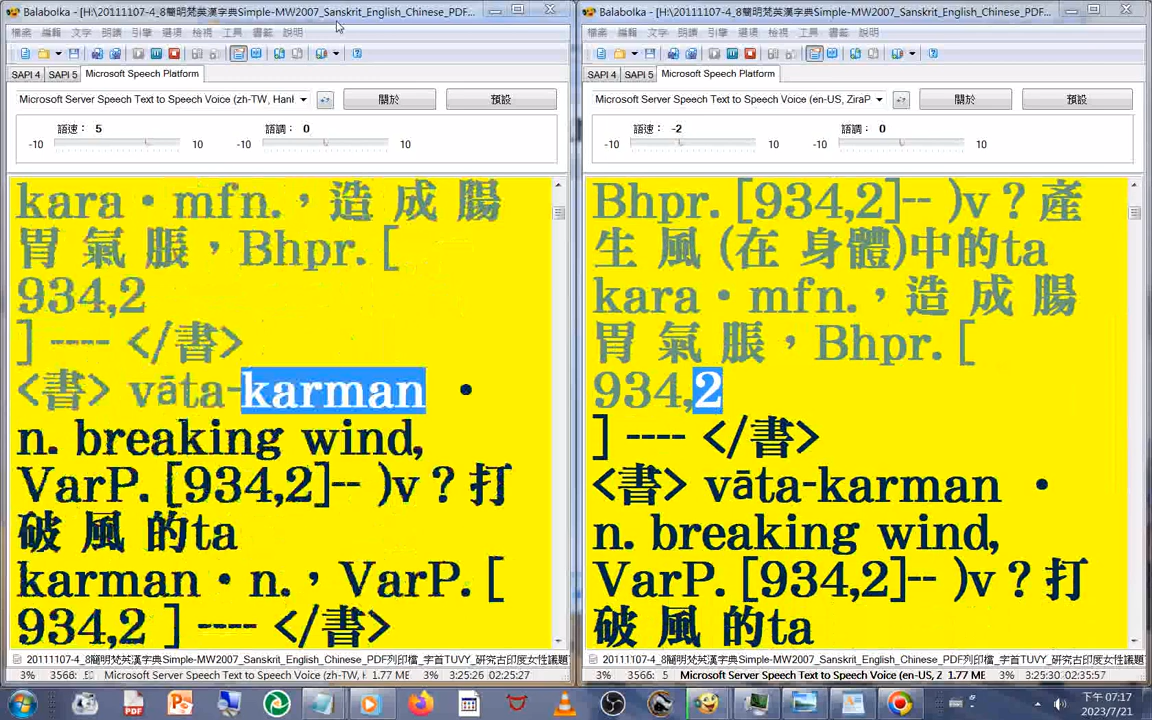 Balabolka - [H:\20111107-4_8簡明梵英漢字典Simple-MW2007_Sanskrit_English_Chinese_PDF...
檔案 編輯 文字 朗讀 引擎 選項 檢視 工具 書籤 說明
SAPI 4 SAPI 5 Microsoft Speech Platform
Microsoft Server Speech Text to Speech Voice (zh-TW, Hanl
關於 預設
語速： 5 語調： 0
-10 10 -10 10
kara • mfn.，造 成 腸
胃 氣 脹，Bhpr. [
934,2
] ---- </書>
<書> vāta-karman •
n. breaking wind,
VarP. [934,2]-- )v？打
破 風 的ta
karman • n.，VarP. [
934,2 ] ---- </書>
20111107-4_8簡明梵英漢字典Simple-MW2007_Sanskrit_English_Chinese_PDF列印檔_字首TUVY_研究古印度女性議題
3% 3568: Microsoft Server Speech Text to Speech Voice (zh-TW, H 1.77 MB 3% 3:25:26 02:25:27
Balabolka - [H:\20111107-4_8簡明梵英漢字典Simple-MW2007_Sanskrit_English_Chinese_PDF...
檔案 編輯 文字 朗讀 引擎 選項 檢視 工具 書籤 說明
SAPI 4 SAPI 5 Microsoft Speech Platform
Microsoft Server Speech Text to Speech Voice (en-US, ZiraP
關於 預設
語速： -2 語調： 0
-10 10 -10 10
Bhpr. [934,2]-- )v？產
生 風 (在 身體)中的ta
kara • mfn.，造 成 腸
胃 氣 脹，Bhpr. [
934,2
] ---- </書>
<書> vāta-karman •
n. breaking wind,
VarP. [934,2]-- )v？打
破 風 的ta
20111107-4_8簡明梵英漢字典Simple-MW2007_Sanskrit_English_Chinese_PDF列印檔_字首TUVY_研究古印度女性議題
3% 3566: 5 Microsoft Server Speech Text to Speech Voice (en-US, Z 1.77 MB 3% 3:25:30 02:35:57
下午 07:17
2023/7/21